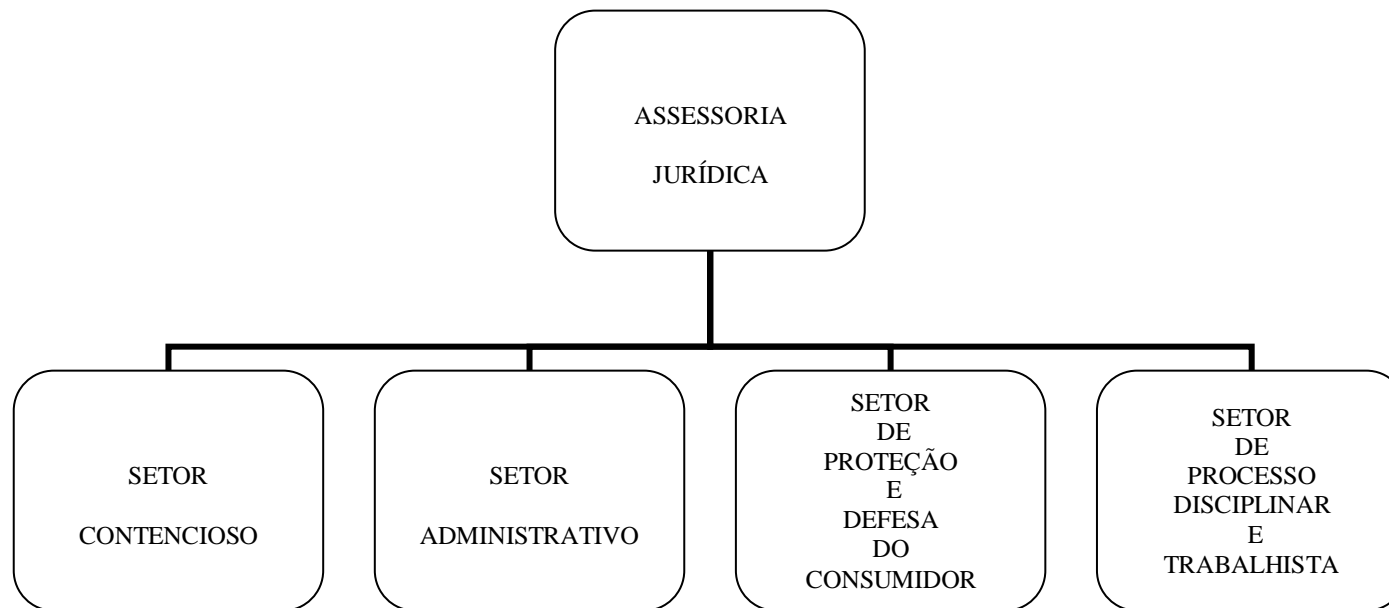 ASSESSORIA
JURÍDICA
SETOR
CONTENCIOSO
SETOR
ADMINISTRATIVO
SETOR
DE
PROTEÇÃO
E
DEFESA
DO
CONSUMIDOR
SETOR
DE
PROCESSO
DISCIPLINAR
E
TRABALHISTA